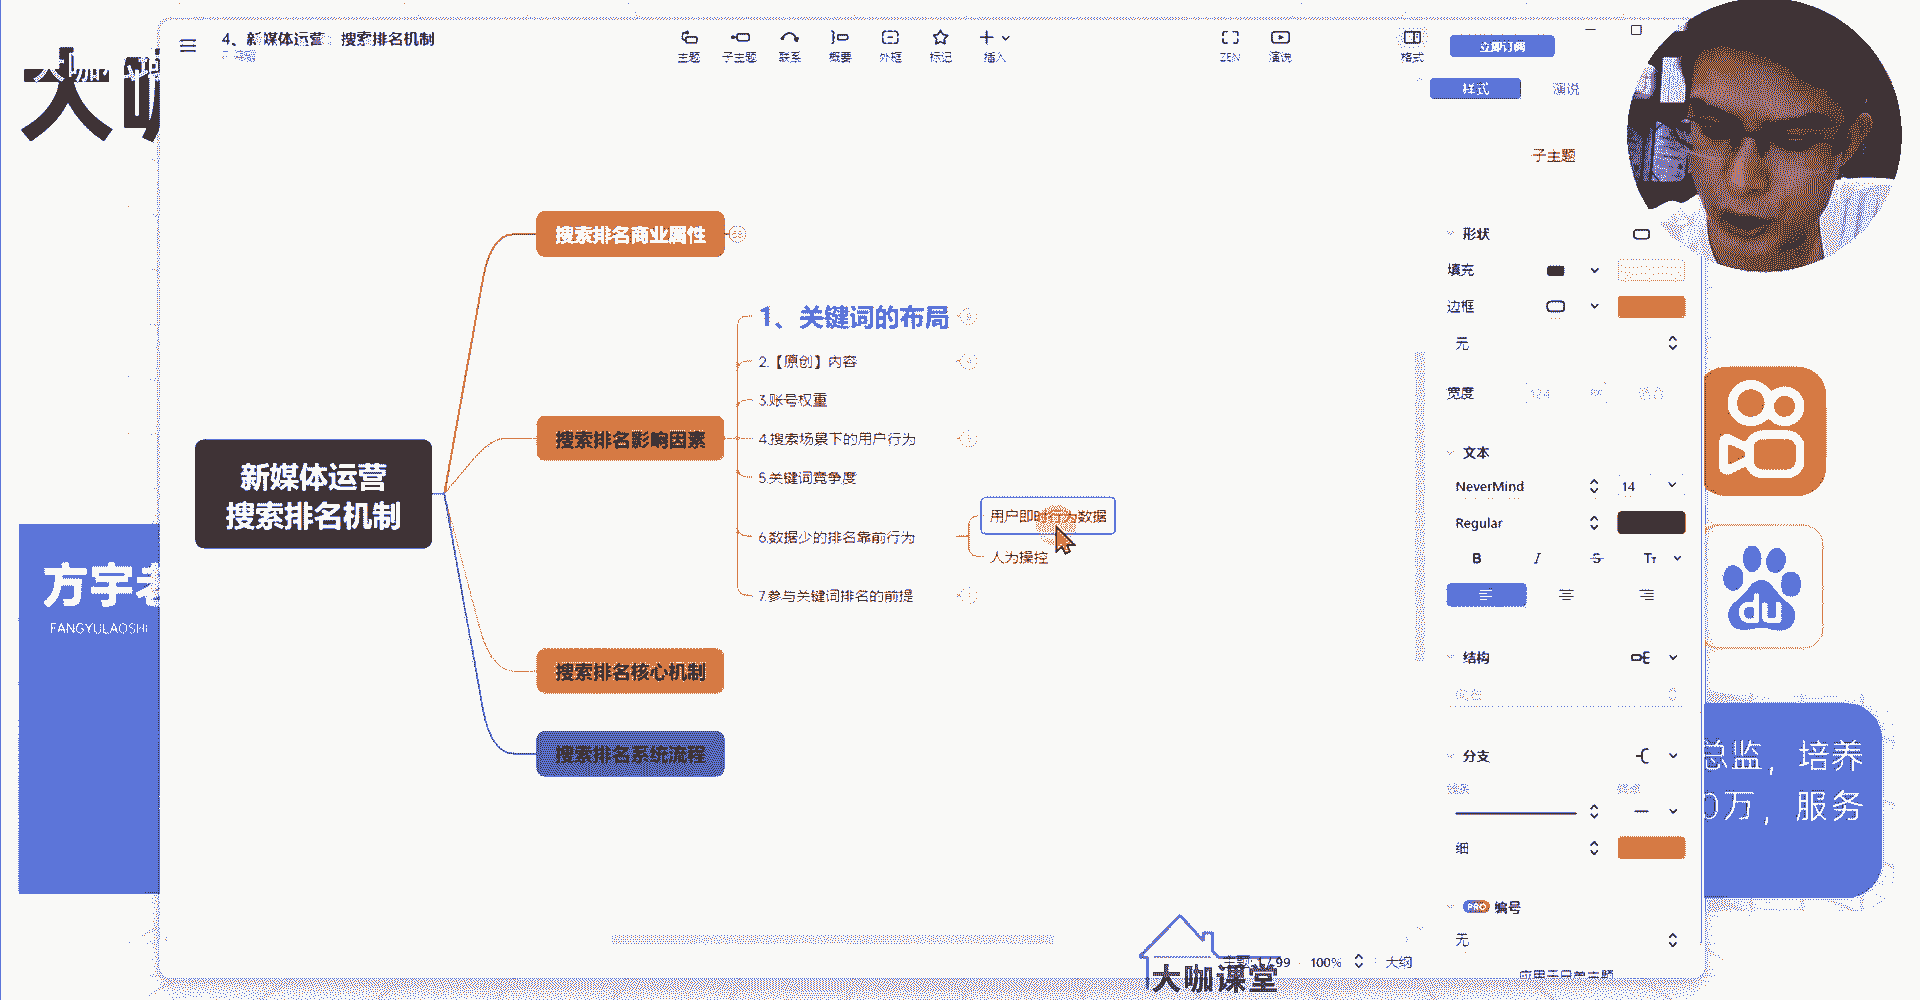 大咖
4、新媒体运营 搜索排名机制
主题
子主题
联系
概要
外框
标记
插入
ZEN
演说
格式
立即订阅
样式
演说
子主题
形状
填充
边框
无
宽度
文本
NeverMind
14
Regular
B
I
S
TT
结构
分支
细
PRO 编号
无
搜索排名商业属性
1、关键词的布局
2.【原创】内容
3.账号权重
搜索排名影响因素
4.搜索场景下的用户行为
5.关键词竞争度
新媒体运营
搜索排名机制
用户即时行为数据
6.数据少的排名靠前行为
人为操控
7.参与关键词排名的前提
搜索排名核心机制
搜索排名系统流程
方宇老
FANGYULAOSHI
du
总监，培养
0万，服务
100%
大纲
大咖课堂